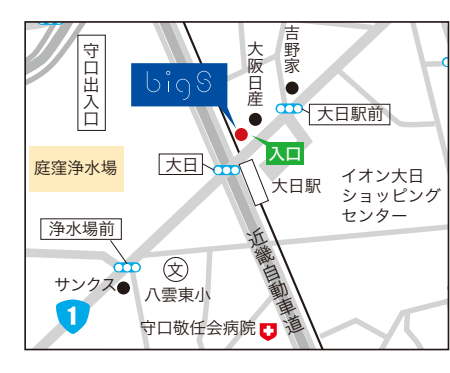 守口出入口
bigS
大阪日産
吉野家
大日駅前
入口
庭窪浄水場
大日
大日駅
イオン大日
ショッピング
センター
浄水場前
近畿自動車道
サンクス
文
八雲東小
1
守口敬任会病院